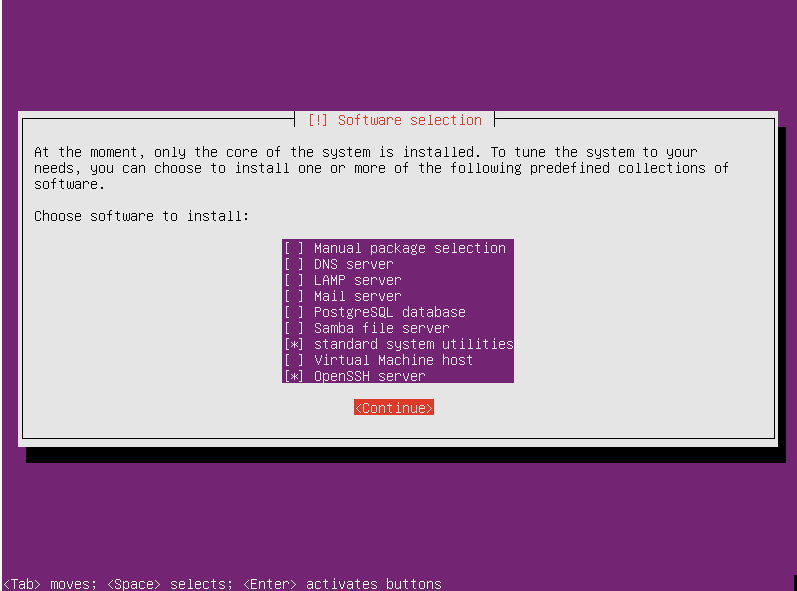 [!] Software selection
At the moment, only the core of the system is installed. To tune the system to your
needs, you can choose to install one or more of the following predefined collections of
software.
Choose software to install:
[ ] Manual package selection
[ ] DNS server
[ ] LAMP server
[ ] Mail server
[ ] PostgreSQL database
[ ] Samba file server
[*] standard system utilities
[ ] Virtual Machine host
[*] OpenSSH server
<Continue>
<Tab> moves; <Space> selects; <Enter> activates buttons